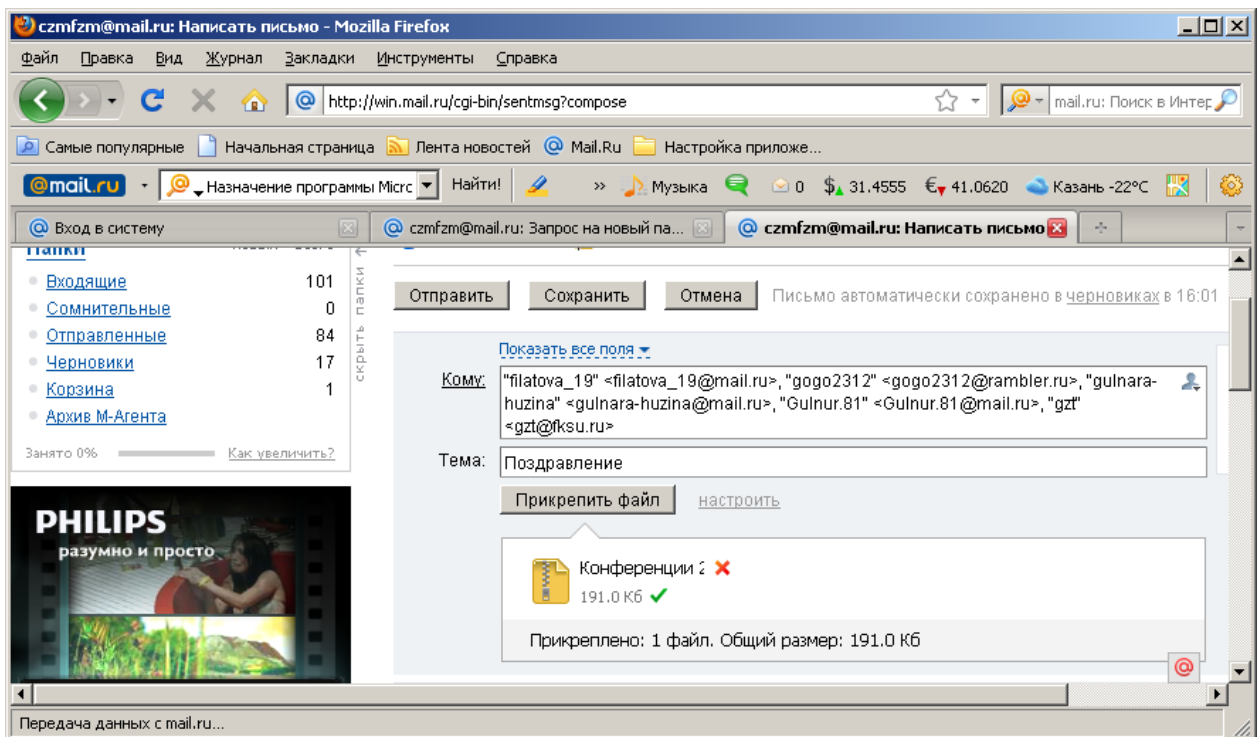 czmfzm@mail.ru: Написать письмо - Mozilla Firefox
Файл Правка Вид Журнал Закладки Инструменты Справка
http://win.mail.ru/cgi-bin/sentmsg?compose mail.ru: Поиск в Интер
Самые популярные Начальная страница Лента новостей Mail.Ru Настройка приложе...
@mail.ru Назначение программы Micrc Найти! » Музыка 0 $ 31.4555 € 41.0620 Казань -22°C
Вход в систему czmfzm@mail.ru: Запрос на новый па... czmfzm@mail.ru: Написать письмо
Папки
Входящие 101
Сомнительные 0
Отправленные 84
Черновики 17
Корзина 1
Архив М-Агента
Занято 0% Как увеличить?
скрыть папки
PHILIPS
разумно и просто
Отправить Сохранить Отмена Письмо автоматически сохранено в черновиках в 16:01
Показать все поля
Кому: "filatova_19" <filatova_19@mail.ru>, "gogo2312" <gogo2312@rambler.ru>, "gulnara-
huzina" <gulnara-huzina@mail.ru>, "Gulnur.81" <Gulnur.81@mail.ru>, "gzt"
<gzt@fksu.ru>
Тема: Поздравление
Прикрепить файл настроить
Конференции 2
191.0 Кб
Прикреплено: 1 файл. Общий размер: 191.0 Кб
Передача данных с mail.ru...